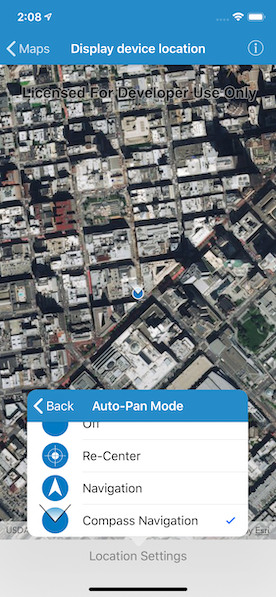 2:08
Maps
Display device location
Licensed For Developer Use Only
Back
Auto-Pan Mode
Off
Re-Center
Navigation
Compass Navigation
USDA
by Esri
Location Settings